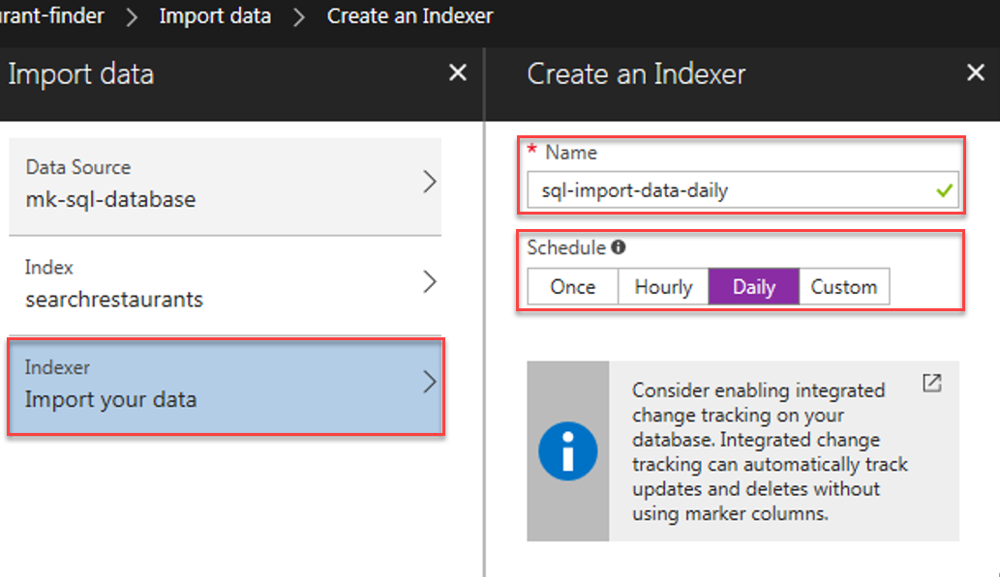 rant-finder > Import data > Create an Indexer
Import data
Data Source
mk-sql-database
Index
searchrestaurants
Indexer
Import your data
Create an Indexer
* Name
sql-import-data-daily
Schedule
Once Hourly Daily Custom
Consider enabling integrated
change tracking on your
database. Integrated change
tracking can automatically track
updates and deletes without
using marker columns.